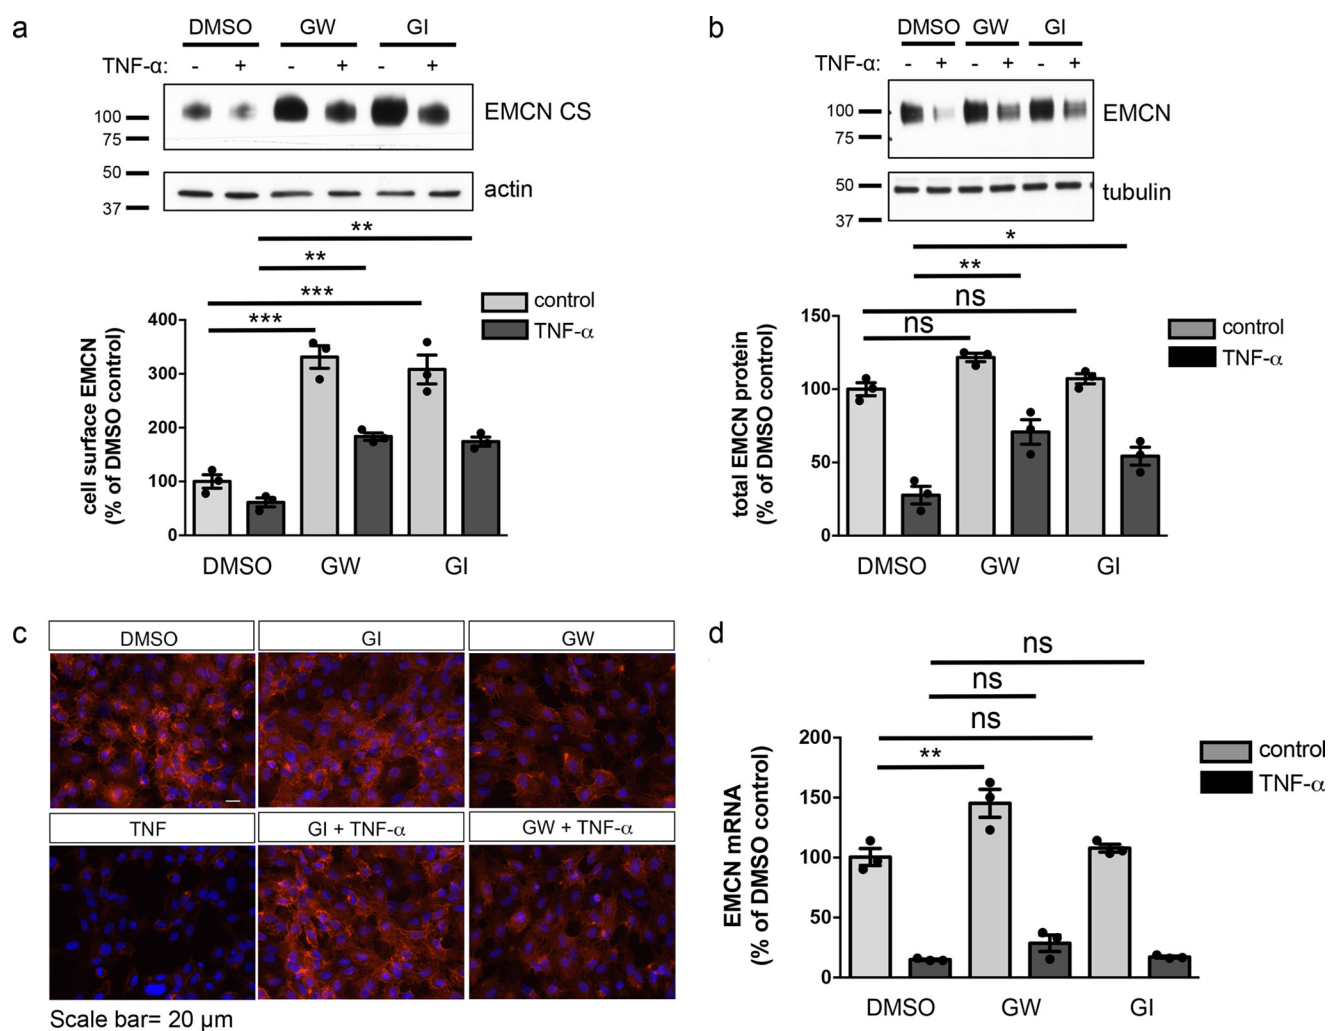 a
DMSO GW GI
TNF-α: - + - + - +
100
75
EMCN CS
50
37
actin
**
**
***
***
control
TNF-α
cell surface EMCN
(% of DMSO control)
400
300
200
100
0
DMSO GW GI
b
DMSO GW GI
TNF-α: - + - + - +
100
75
EMCN
50
37
tubulin
*
**
ns
ns
control
TNF-α
total EMCN protein
(% of DMSO control)
150
100
50
0
DMSO GW GI
c
DMSO GI GW
TNF GI + TNF-α GW + TNF-α
Scale bar= 20 µm
d
ns
ns
ns
**
control
TNF-α
EMCN mRNA
(% of DMSO control)
200
150
100
50
0
DMSO GW GI